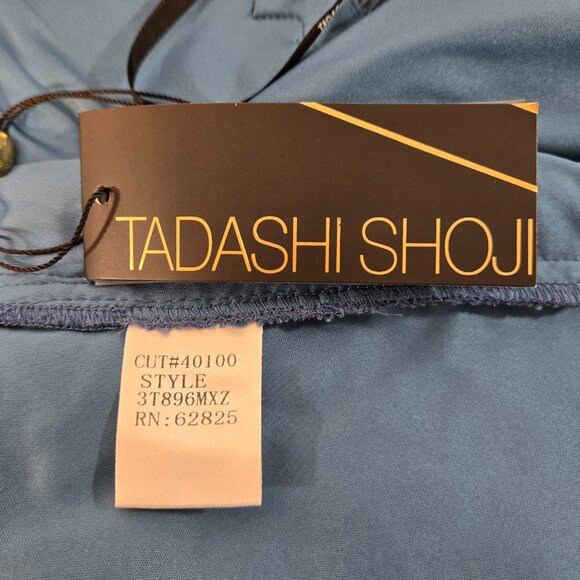 TADASHI SHOJI
CUT#40100
STYLE
3T896MXZ
RN:62825